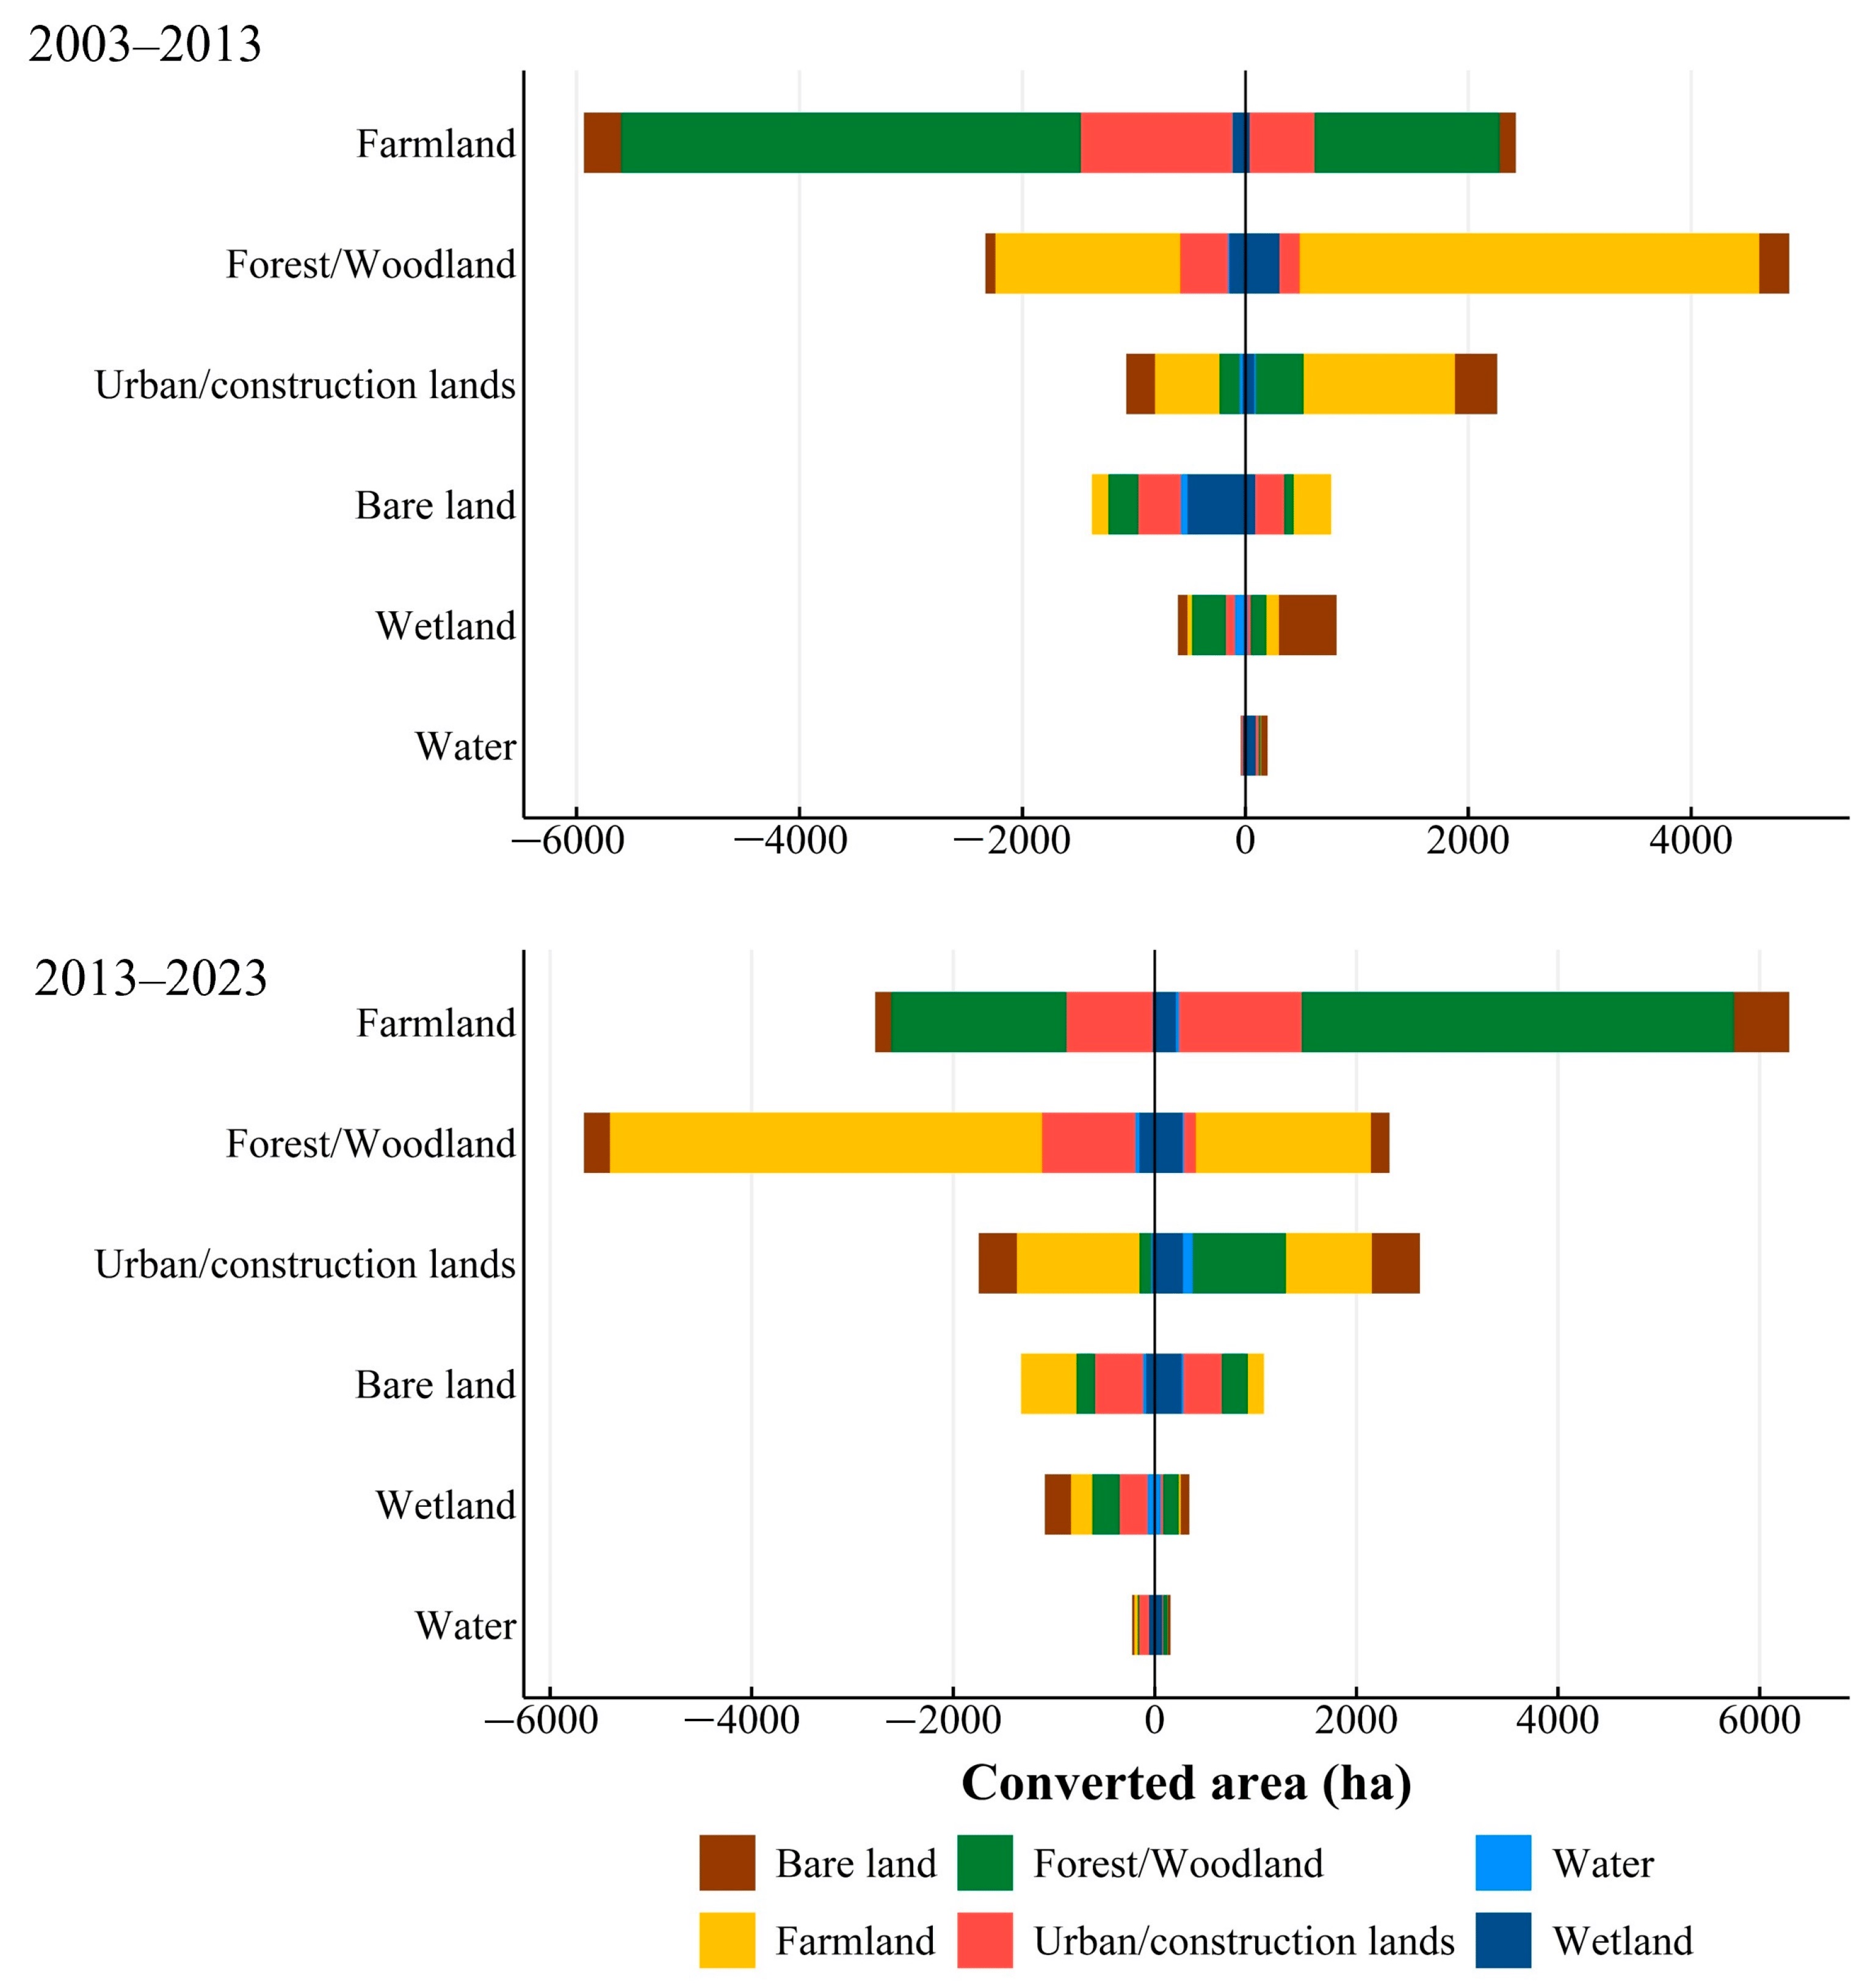 2003–2013
Farmland
Forest/Woodland
Urban/construction lands
Bare land
Wetland
Water
−6000 −4000 −2000 0 2000 4000
2013–2023
Farmland
Forest/Woodland
Urban/construction lands
Bare land
Wetland
Water
−6000 −4000 −2000 0 2000 4000 6000
Converted area (ha)
Bare land Forest/Woodland Water
Farmland Urban/construction lands Wetland